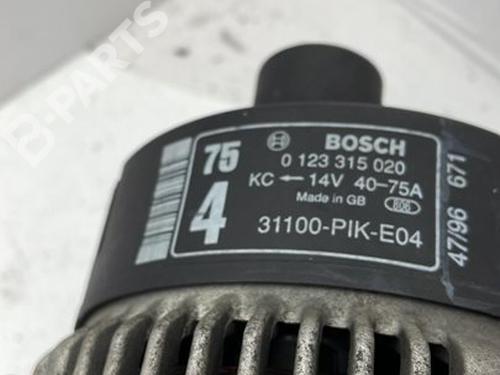 B-PARTS
75
4
BOSCH
0 123 315 020
KC ← 14V 40-75A
Made in GB 808
31100-PIK-E04
47/96 671